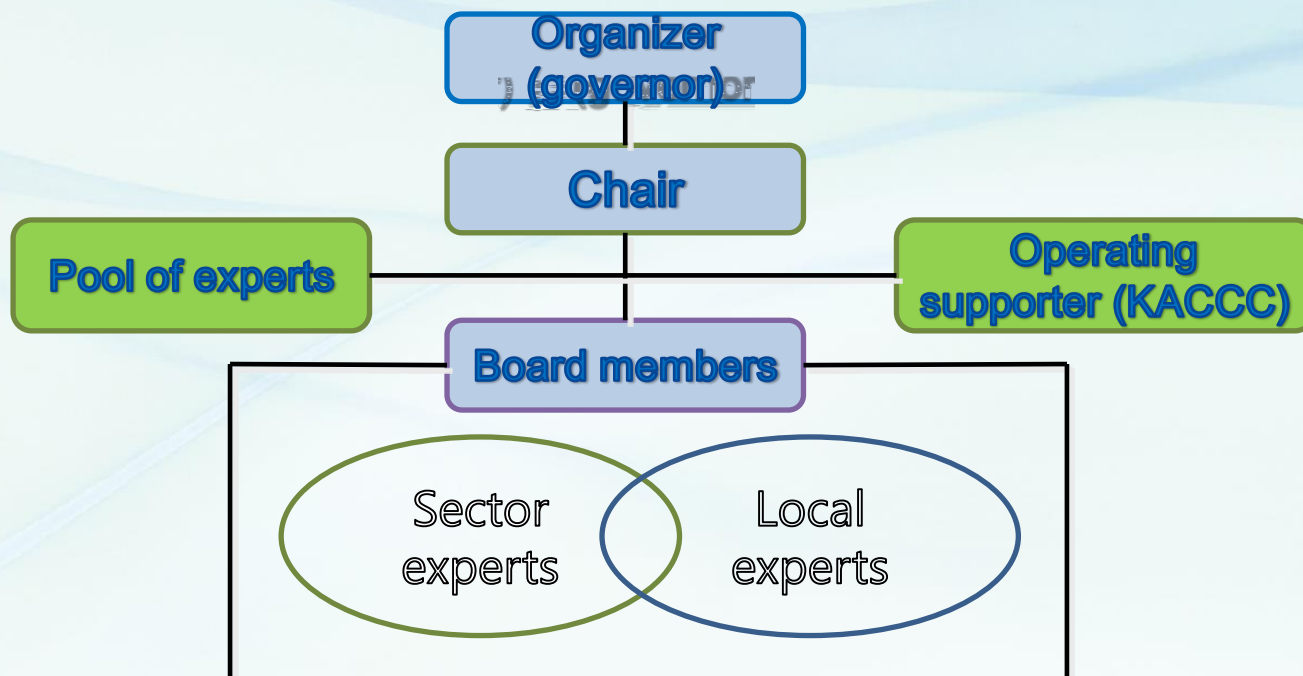 Organizer
(governor)
Chair
Pool of experts
Operating
supporter (KACCC)
Board members
Sector
experts
Local
experts